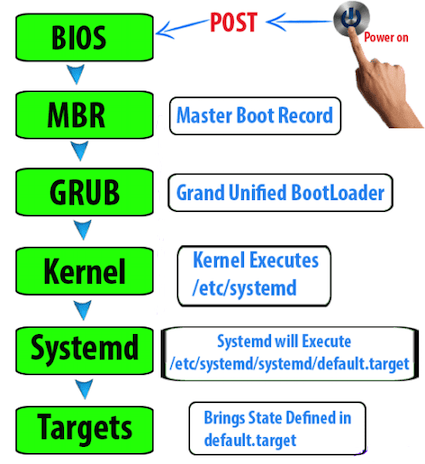 POST
Power on
BIOS
MBR
Master Boot Record
GRUB
Grand Unified BootLoader
Kernel
Kernel Executes
/etc/systemd
Systemd
Systemd will Execute
/etc/systemd/systemd/default.target
Targets
Brings State Defined in
default.target